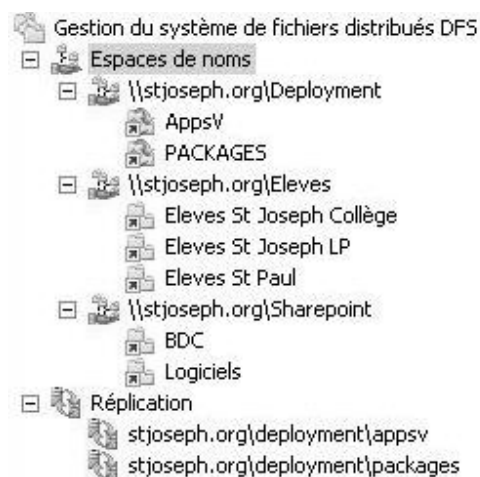 Gestion du système de fichiers distribués DFS
Espaces de noms
\\stjoseph.org\Deployment
AppsV
PACKAGES
\\stjoseph.org\Eleves
Eleves St Joseph Collège
Eleves St Joseph LP
Eleves St Paul
\\stjoseph.org\Sharepoint
BDC
Logiciels
Réplication
stjoseph.org\deployment\appsv
stjoseph.org\deployment\packages